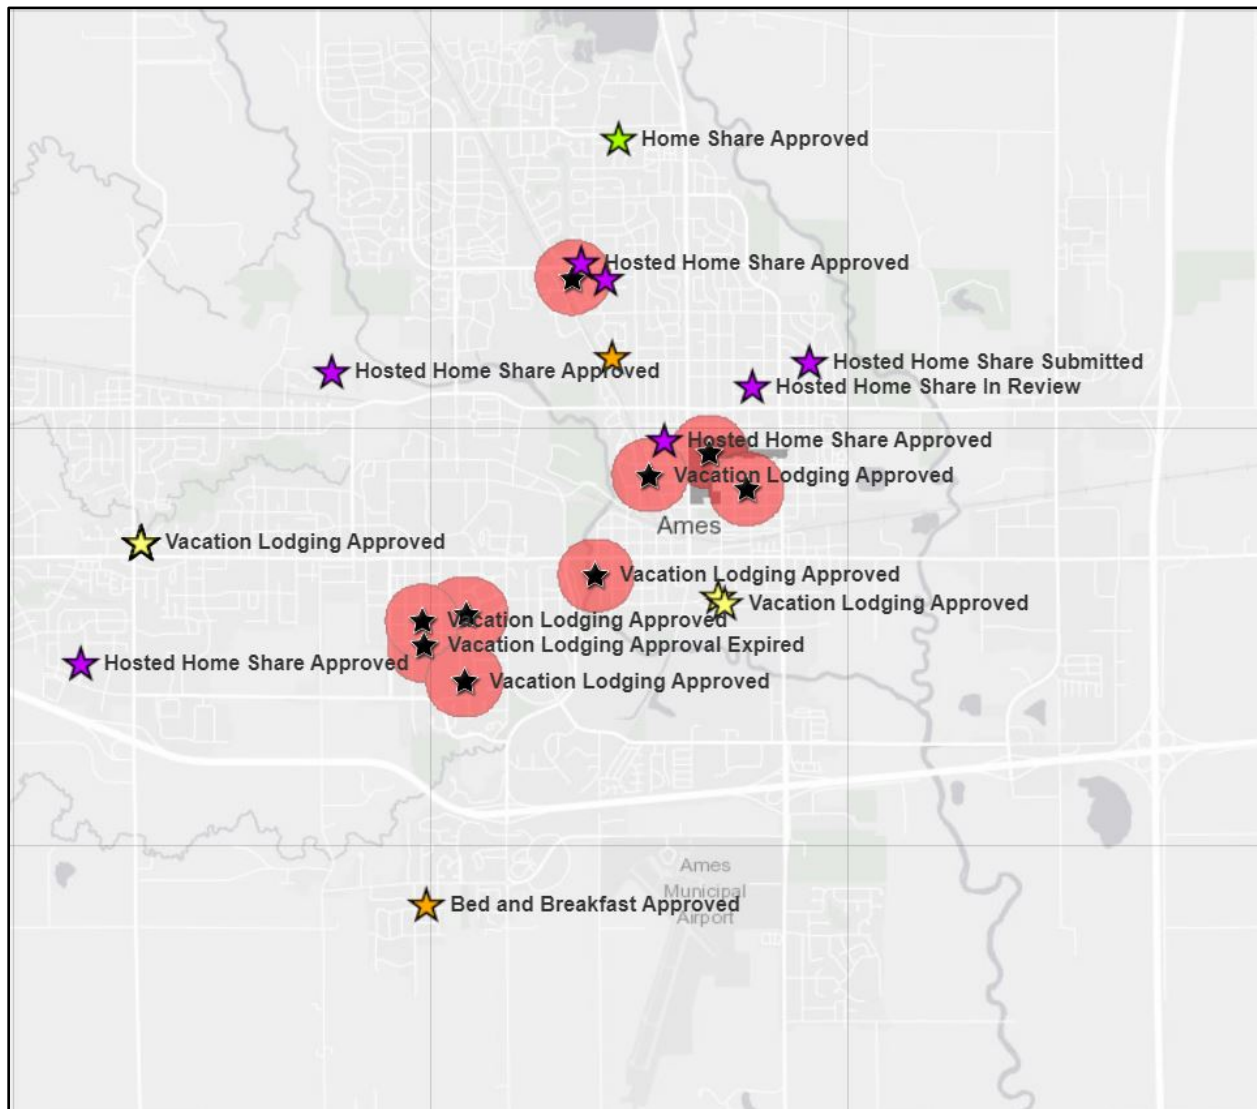 Home Share Approved
Hosted Home Share Approved
Hosted Home Share Submitted
Hosted Home Share Approved
Hosted Home Share In Review
Hosted Home Share Approved
Vacation Lodging Approved
Ames
Vacation Lodging Approved
Vacation Lodging Approved
Vacation Lodging Approved
Vacation Lodging Approved
Vacation Lodging Approval Expired
Hosted Home Share Approved
Vacation Lodging Approved
Ames
Municipal
Airport
Bed and Breakfast Approved